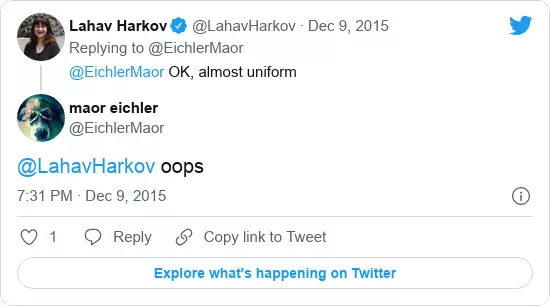 Lahav Harkov @LahavHarkov · Dec 9, 2015
Replying to @EichlerMaor
@EichlerMaor OK, almost uniform
maor eichler
@EichlerMaor
@LahavHarkov oops
7:31 PM · Dec 9, 2015
1 Reply Copy link to Tweet
Explore what's happening on Twitter